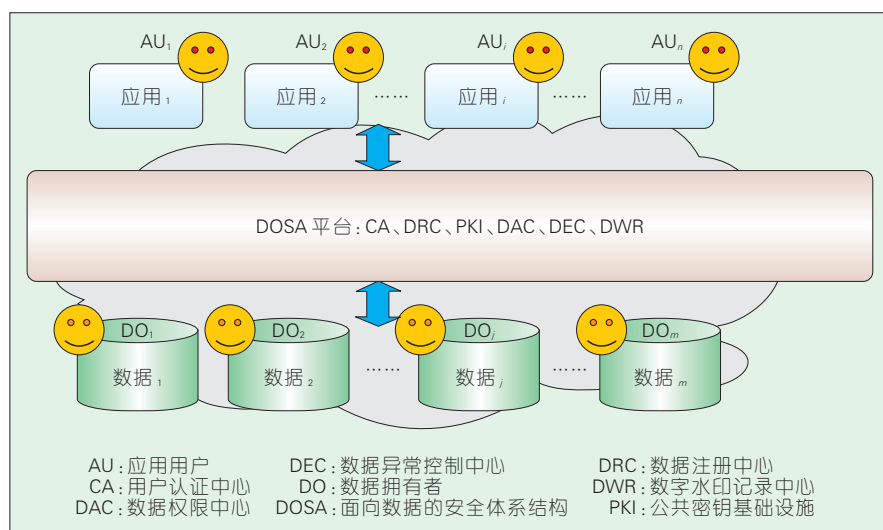 AU1 AU2 AUi AUn
应用1 应用2 …… 应用i …… 应用n
DOSA 平台:CA、DRC、PKI、DAC、DEC、DWR
DO1 DO2 DOj DOm
数据1 数据2 …… 数据j …… 数据m
AU:应用用户 DEC:数据异常控制中心 DRC:数据注册中心
CA:用户认证中心 DO:数据拥有者 DWR:数字水印记录中心
DAC:数据权限中心 DOSA:面向数据的安全体系结构 PKI:公共密钥基础设施